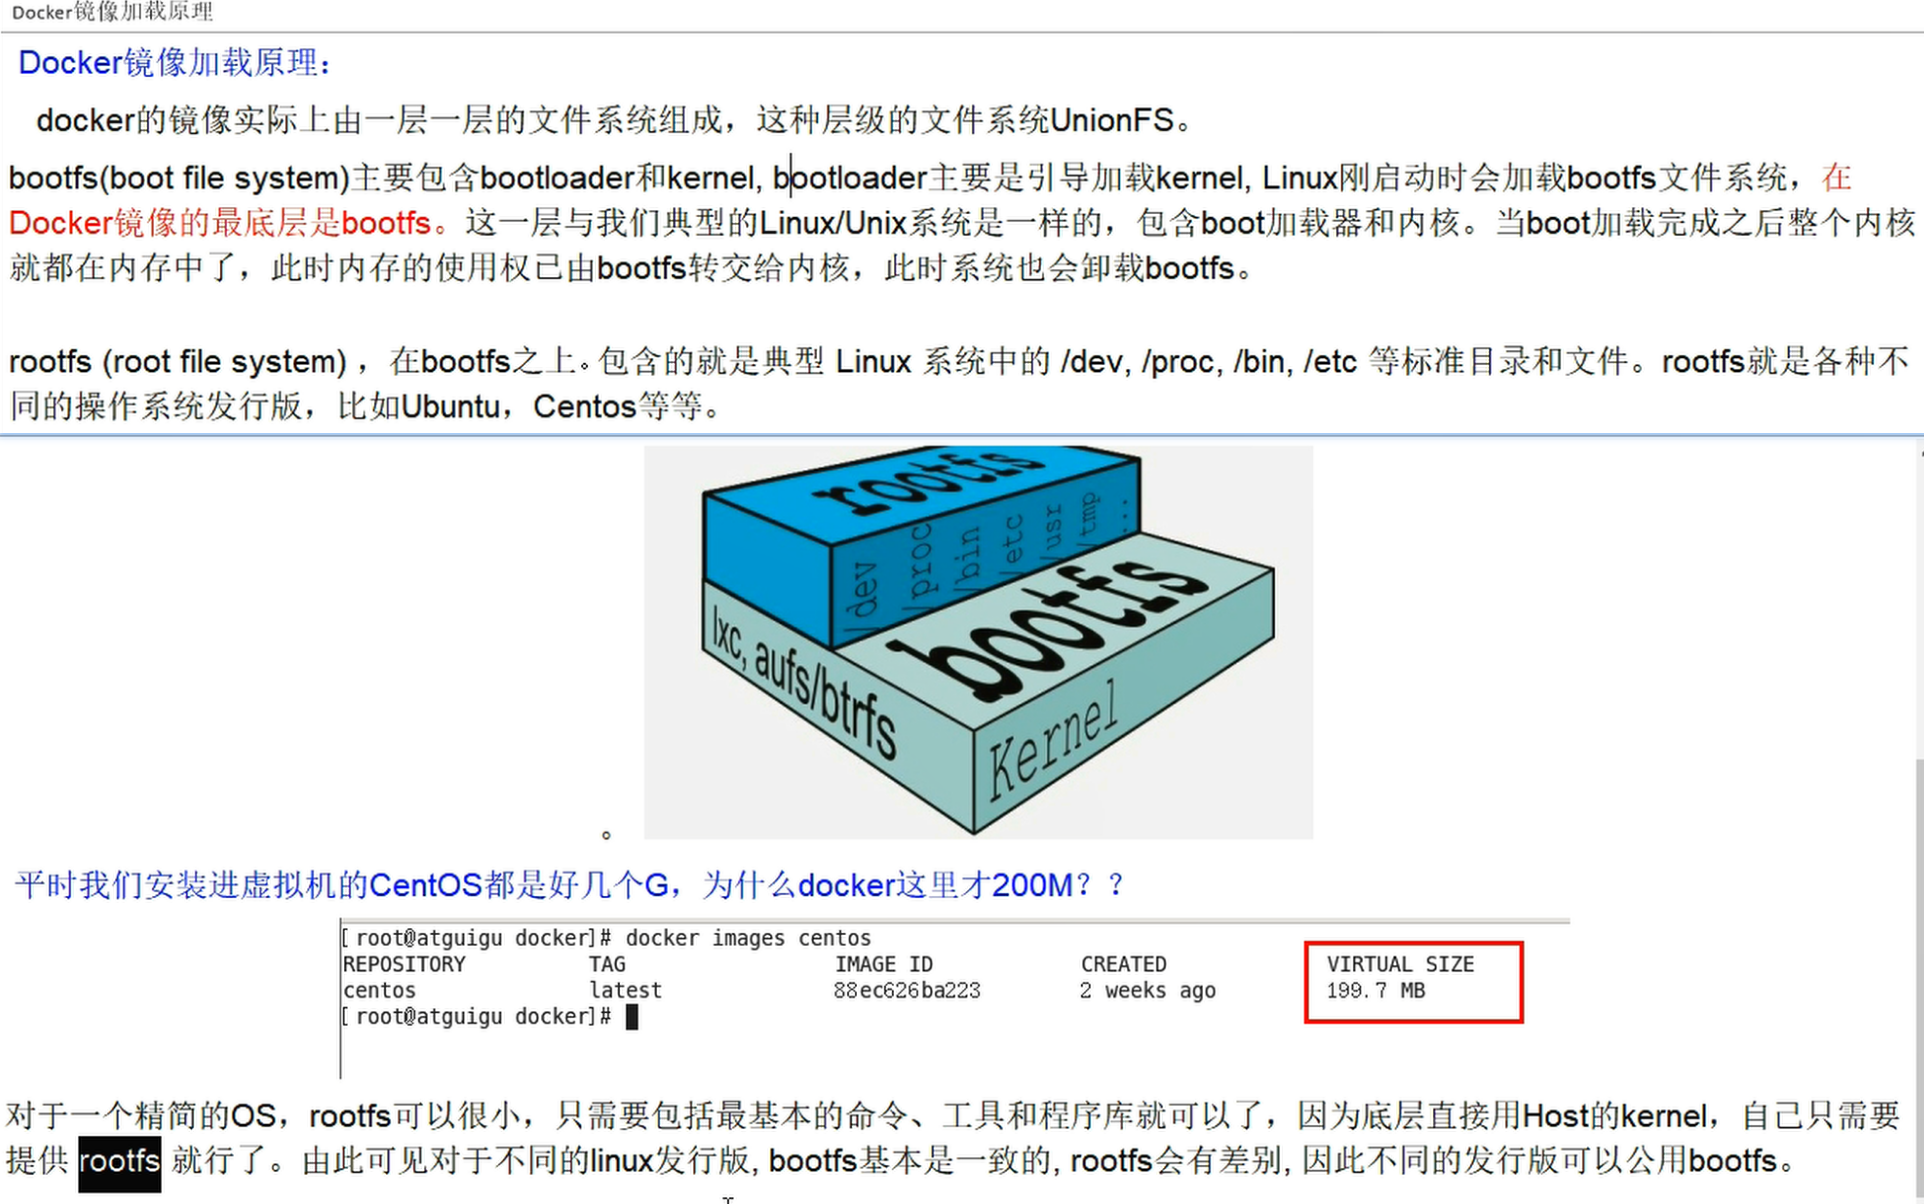 Docker镜像加载原理
Docker镜像加载原理：
docker的镜像实际上由一层一层的文件系统组成，这种层级的文件系统UnionFS。
bootfs(boot file system)主要包含bootloader和kernel, bootloader主要是引导加载kernel, Linux刚启动时会加载bootfs文件系统，在
Docker镜像的最底层是bootfs。这一层与我们典型的Linux/Unix系统是一样的，包含boot加载器和内核。当boot加载完成之后整个内核
就都在内存中了，此时内存的使用权已由bootfs转交给内核，此时系统也会卸载bootfs。
rootfs (root file system) ，在bootfs之上。包含的就是典型 Linux 系统中的 /dev, /proc, /bin, /etc 等标准目录和文件。rootfs就是各种不
同的操作系统发行版，比如Ubuntu，Centos等等。
rootfs
/dev
/proc
/bin
/etc
/usr
/tmp
...
bootfs
lxc, aufs/btrfs
Kernel
。
平时我们安装进虚拟机的CentOS都是好几个G，为什么docker这里才200M？？
[root@atguigu docker]# docker images centos
REPOSITORY TAG IMAGE ID CREATED VIRTUAL SIZE
centos latest 88ec626ba223 2 weeks ago 199.7 MB
[root@atguigu docker]#
对于一个精简的OS，rootfs可以很小，只需要包括最基本的命令、工具和程序库就可以了，因为底层直接用Host的kernel，自己只需要
提供 rootfs 就行了。由此可见对于不同的linux发行版, bootfs基本是一致的, rootfs会有差别, 因此不同的发行版可以公用bootfs。